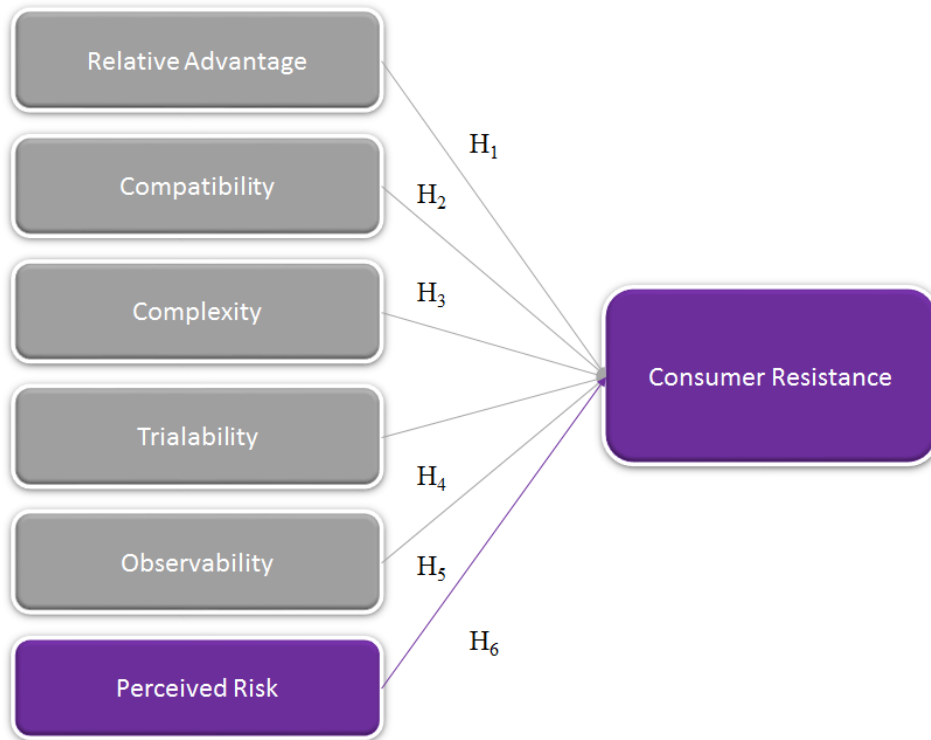 Relative Advantage
H₁
Compatibility
H₂
Complexity
H₃
Consumer Resistance
Trialability
H₄
Observability
H₅
H₆
Perceived Risk